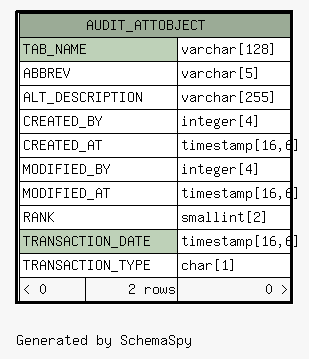 AUDIT_ATTOBJECT
TAB_NAME varchar[128]
ABBREV varchar[5]
ALT_DESCRIPTION varchar[255]
CREATED_BY integer[4]
CREATED_AT timestamp[16,6]
MODIFIED_BY integer[4]
MODIFIED_AT timestamp[16,6]
RANK smallint[2]
TRANSACTION_DATE timestamp[16,6]
TRANSACTION_TYPE char[1]
< 0 2 rows 0 >
Generated by SchemaSpy